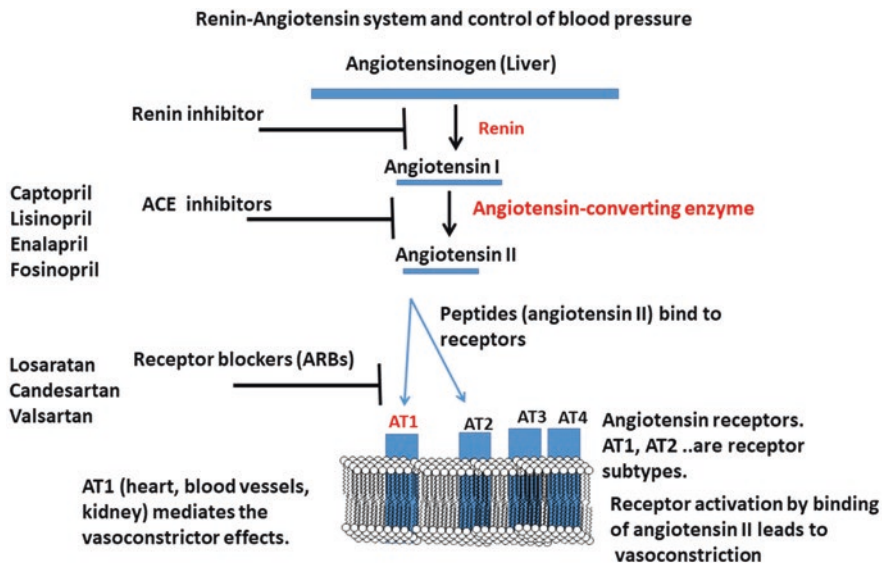 Renin-Angiotensin system and control of blood pressure
Angiotensinogen (Liver)
Renin inhibitor
Renin
Angiotensin I
Captopril
Lisinopril
Enalapril
Fosinopril
ACE inhibitors
Angiotensin-converting enzyme
Angiotensin II
Peptides (angiotensin II) bind to
receptors
Losaratan
Candesartan
Valsartan
Receptor blockers (ARBs)
AT1
AT2
AT3
AT4
Angiotensin receptors.
AT1, AT2 ..are receptor
subtypes.
AT1 (heart, blood vessels,
kidney) mediates the
vasoconstrictor effects.
Receptor activation by binding
of angiotensin II leads to
vasoconstriction